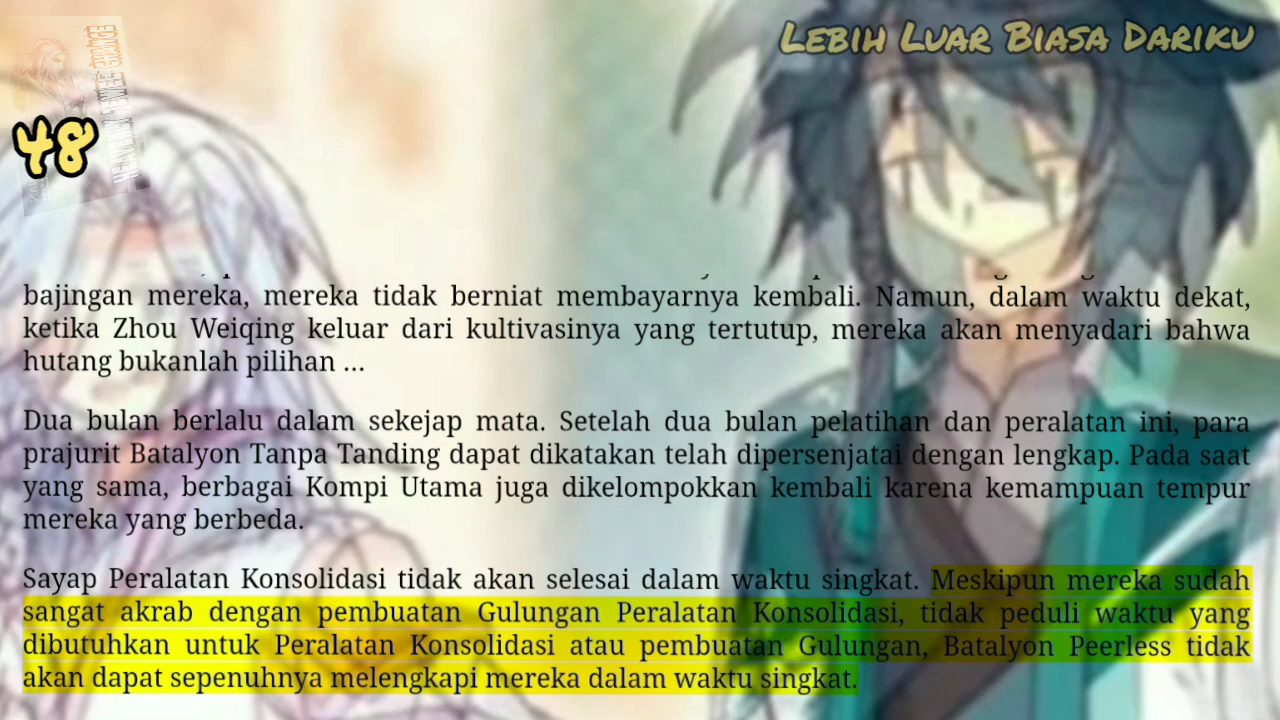 Lebih Luar Biasa Dariku
48
bajingan mereka, mereka tidak berniat membayarnya kembali. Namun, dalam waktu dekat,
ketika Zhou Weiqing keluar dari kultivasinya yang tertutup, mereka akan menyadari bahwa
hutang bukanlah pilihan ...
Dua bulan berlalu dalam sekejap mata. Setelah dua bulan pelatihan dan peralatan ini, para
prajurit Batalyon Tanpa Tanding dapat dikatakan telah dipersenjatai dengan lengkap. Pada saat
yang sama, berbagai Kompi Utama juga dikelompokkan kembali karena kemampuan tempur
mereka yang berbeda.
Sayap Peralatan Konsolidasi tidak akan selesai dalam waktu singkat. Meskipun mereka sudah
sangat akrab dengan pembuatan Gulungan Peralatan Konsolidasi, tidak peduli waktu yang
dibutuhkan untuk Peralatan Konsolidasi atau pembuatan Gulungan, Batalyon Peerless tidak
akan dapat sepenuhnya melengkapi mereka dalam waktu singkat.